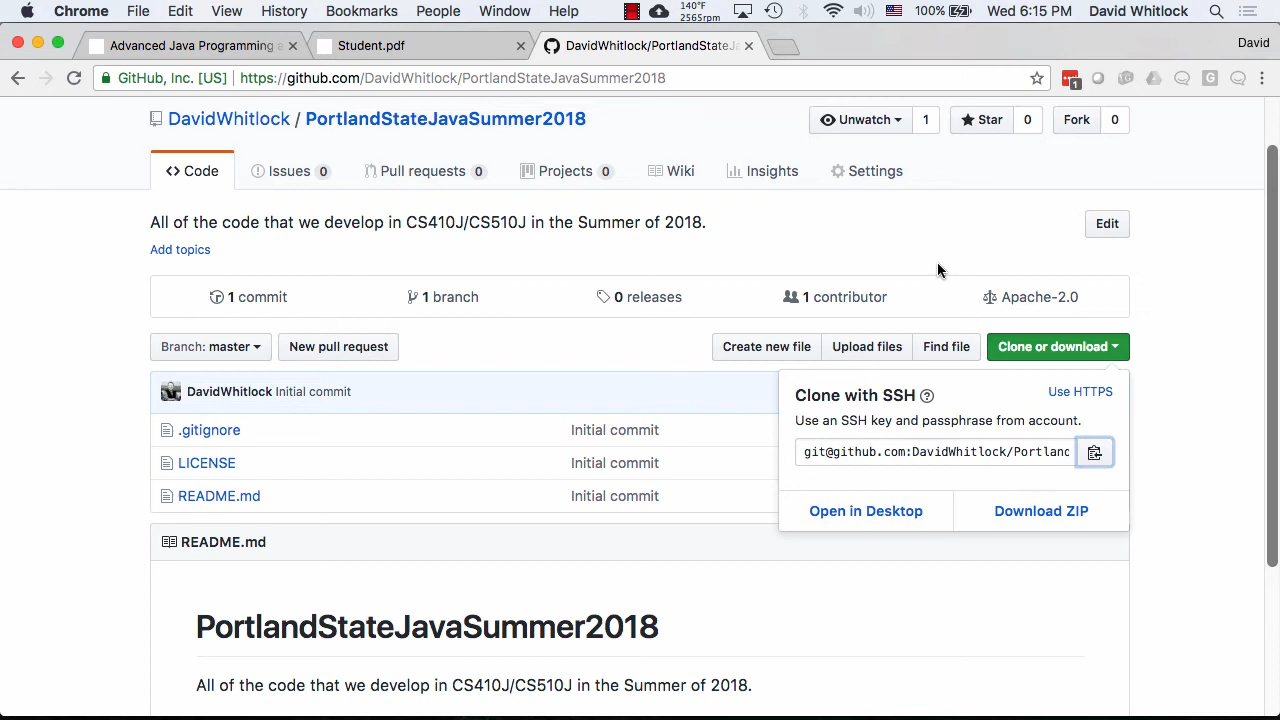 Chrome File Edit View History Bookmarks People Window Help 140°F 2565rpm 100% Wed 6:15 PM David Whitlock
Advanced Java Programming a Student.pdf DavidWhitlock/PortlandStateJa David
GitHub, Inc. [US] https://github.com/DavidWhitlock/PortlandStateJavaSummer2018 1
DavidWhitlock / PortlandStateJavaSummer2018 Unwatch 1 Star 0 Fork 0
Code Issues 0 Pull requests 0 Projects 0 Wiki Insights Settings
All of the code that we develop in CS410J/CS510J in the Summer of 2018. Edit
Add topics
1 commit 1 branch 0 releases 1 contributor Apache-2.0
Branch: master New pull request Create new file Upload files Find file Clone or download
DavidWhitlock Initial commit
.gitignore Initial commit
LICENSE Initial commit
README.md Initial commit
Clone with SSH ? Use HTTPS
Use an SSH key and passphrase from account.
git@github.com:DavidWhitlock/Portland
Open in Desktop Download ZIP
README.md
PortlandStateJavaSummer2018
All of the code that we develop in CS410J/CS510J in the Summer of 2018.